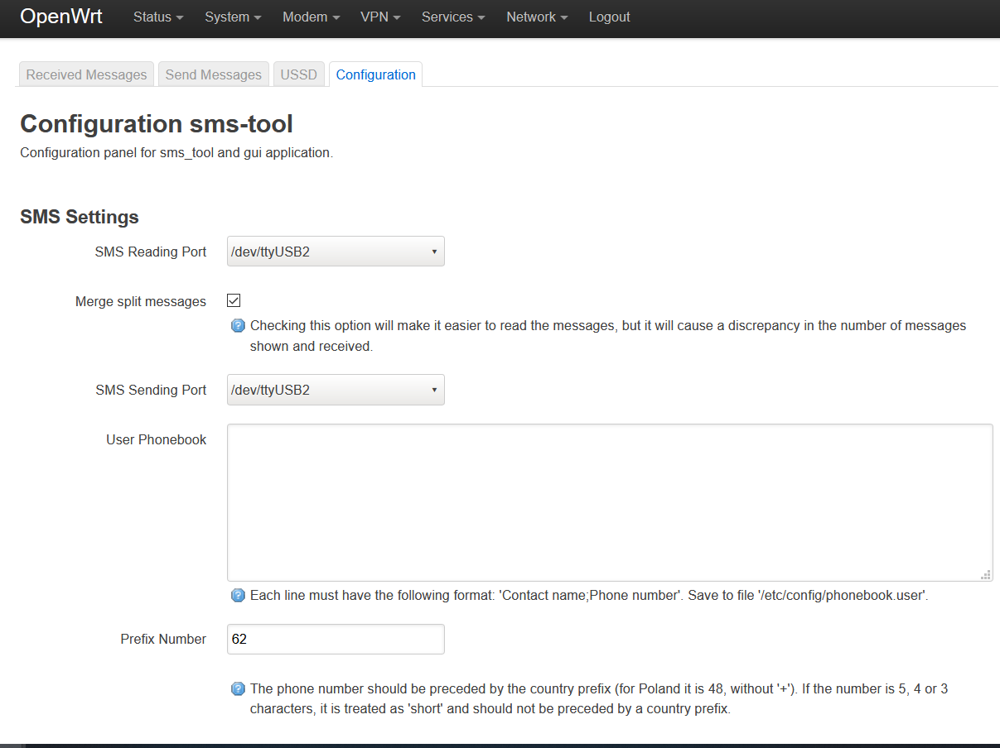 OpenWrt Status System Modem VPN Services Network Logout
Received Messages Send Messages USSD Configuration
Configuration sms-tool
Configuration panel for sms_tool and gui application.
SMS Settings
SMS Reading Port /dev/ttyUSB2
Merge split messages
Checking this option will make it easier to read the messages, but it will cause a discrepancy in the number of messages
shown and received.
SMS Sending Port /dev/ttyUSB2
User Phonebook
Each line must have the following format: 'Contact name;Phone number'. Save to file '/etc/config/phonebook.user'.
Prefix Number 62
The phone number should be preceded by the country prefix (for Poland it is 48, without '+'). If the number is 5, 4 or 3
characters, it is treated as 'short' and should not be preceded by a country prefix.